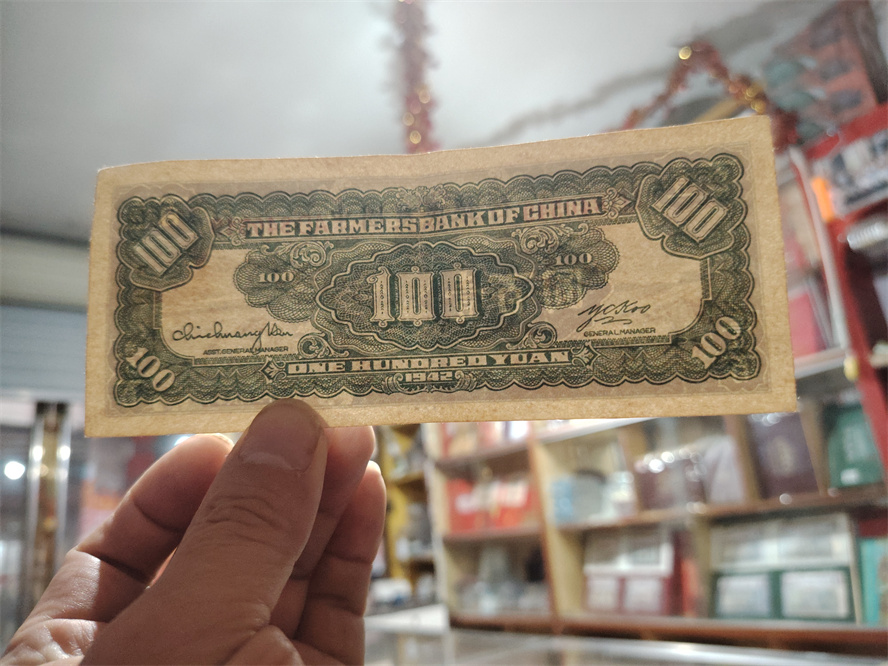 100 100
THE FARMERS BANK OF CHINA
100 100
100
ASST. GENERAL MANAGER
GENERAL MANAGER
100 100
ONE HUNDRED YUAN
1942